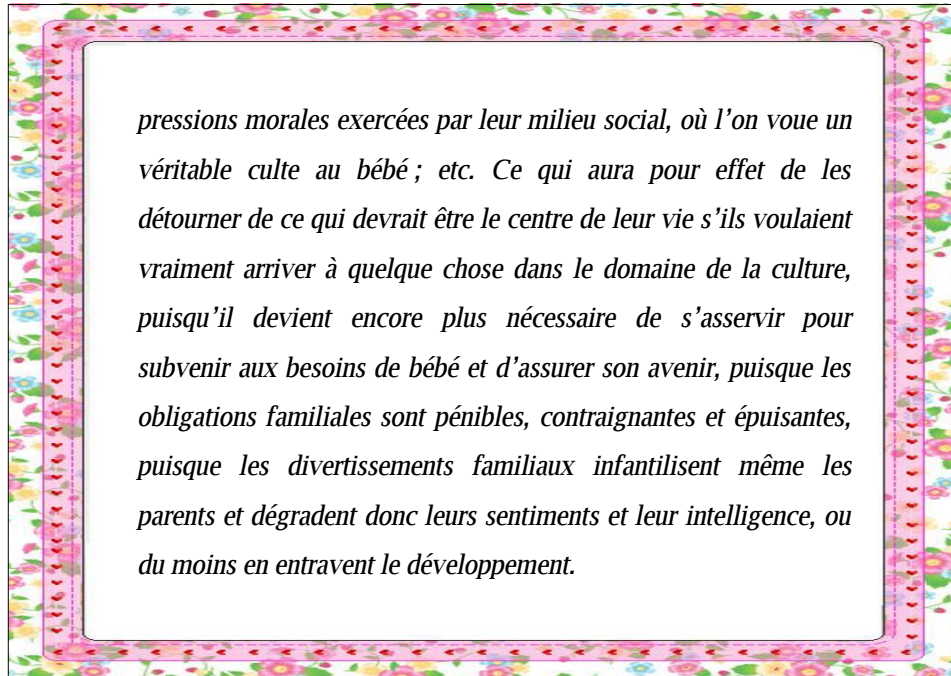 pressions morales exercées par leur milieu social, où l’on voue un
véritable culte au bébé ; etc. Ce qui aura pour effet de les
détourner de ce qui devrait être le centre de leur vie s’ils voulaient
vraiment arriver à quelque chose dans le domaine de la culture,
puisqu’il devient encore plus nécessaire de s’asservir pour
subvenir aux besoins de bébé et d’assurer son avenir, puisque les
obligations familiales sont pénibles, contraignantes et épuisantes,
puisque les divertissements familiaux infantilisent même les
parents et dégradent donc leurs sentiments et leur intelligence, ou
du moins en entravent le développement.